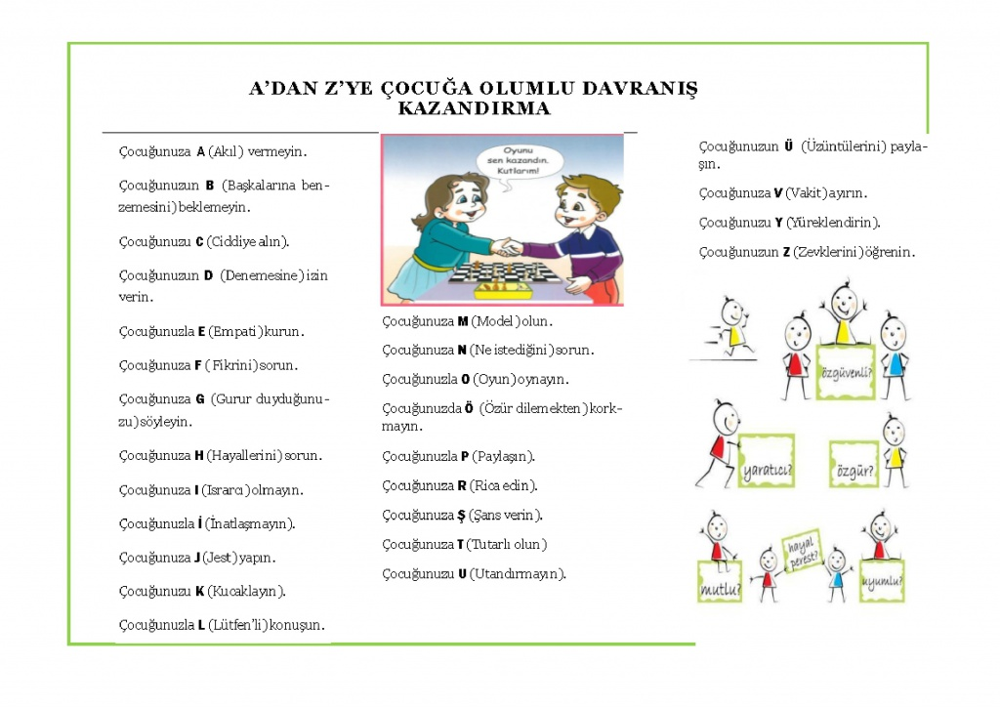 A’DAN Z’YE ÇOCUĞA OLUMLU DAVRANIŞ
KAZANDIRMA
Çocuğunuza A (Akıl) vermeyin.
Çocuğunuzun B (Başkalarına ben-
zemesini) beklemeyin.
Çocuğunuzu C (Ciddiye alın).
Çocuğunuzun D (Denemesine) izin
verin.
Çocuğunuzla E (Empati) kurun.
Çocuğunuza F ( Fikrini) sorun.
Çocuğunuza G (Gurur duyduğunu-
zu) söyleyin.
Çocuğunuza H (Hayallerini) sorun.
Çocuğunuza I (Israrcı) olmayın.
Çocuğunuzla İ (İnatlaşmayın).
Çocuğunuza J (Jest) yapın.
Çocuğunuzu K (Kucaklayın).
Çocuğunuzla L (Lütfen’li) konuşun.
Oyunu
sen kazandın.
Kutlarım!
Çocuğunuza M (Model) olun.
Çocuğunuza N (Ne istediğini) sorun.
Çocuğunuzla O (Oyun) oynayın.
Çocuğunuzda Ö (Özür dilemekten) kork-
mayın.
Çocuğunuzla P (Paylaşın).
Çocuğunuza R (Rica edin).
Çocuğunuza Ş (Şans verin).
Çocuğunuza T (Tutarlı olun)
Çocuğunuzu U (Utandırmayın).
Çocuğunuzun Ü (Üzüntülerini) payla-
şın.
Çocuğunuza V (Vakit) ayırın.
Çocuğunuzu Y (Yüreklendirin).
Çocuğunuzun Z (Zevklerini) öğrenin.
özgüvenli?
yaratıcı?
özgür?
hayal
perest?
mutlu?
uyumlu?